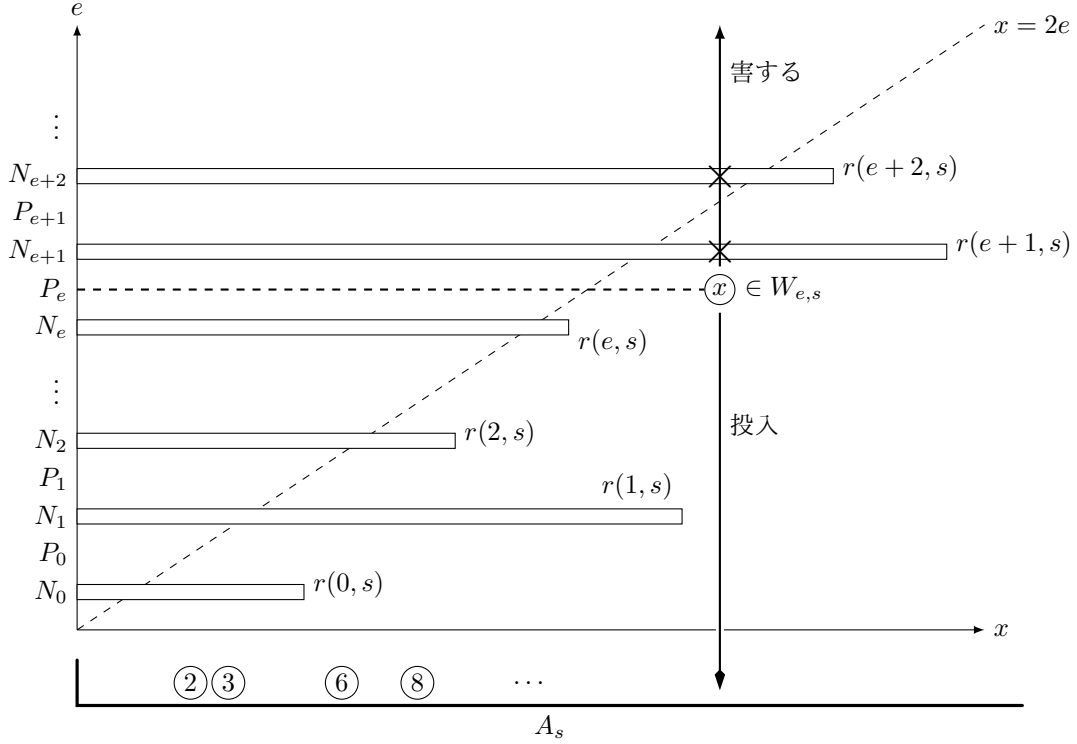 e
x = 2e
害する
⋮
N_{e+2}
r(e + 2, s)
P_{e+1}
N_{e+1}
r(e + 1, s)
P_e
x ∈ W_{e,s}
N_e
r(e, s)
⋮
投入
N_2
r(2, s)
P_1
r(1, s)
N_1
P_0
N_0
r(0, s)
x
2 3 6 8 ⋯
A_s